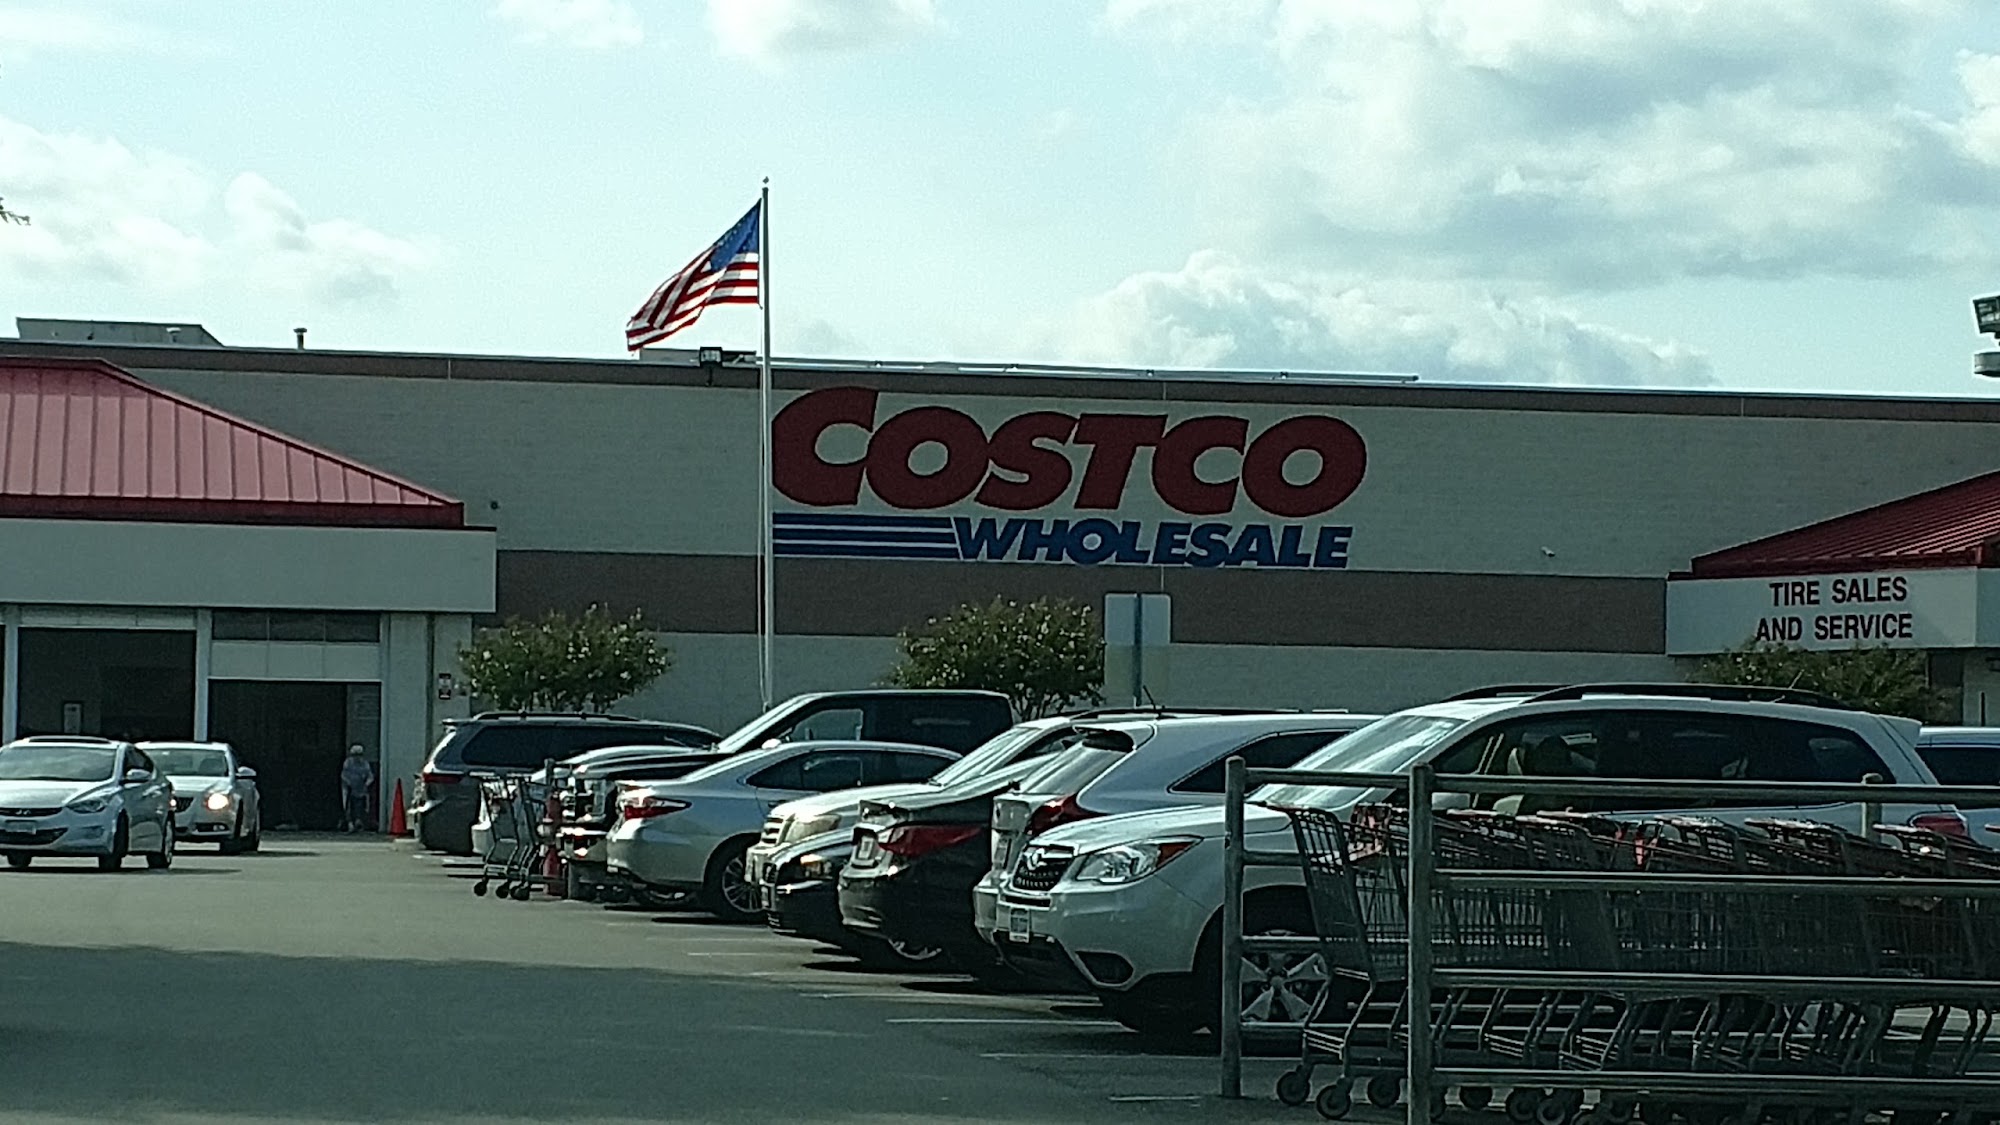 COSTCO
WHOLESALE
TIRE SALES
AND SERVICE